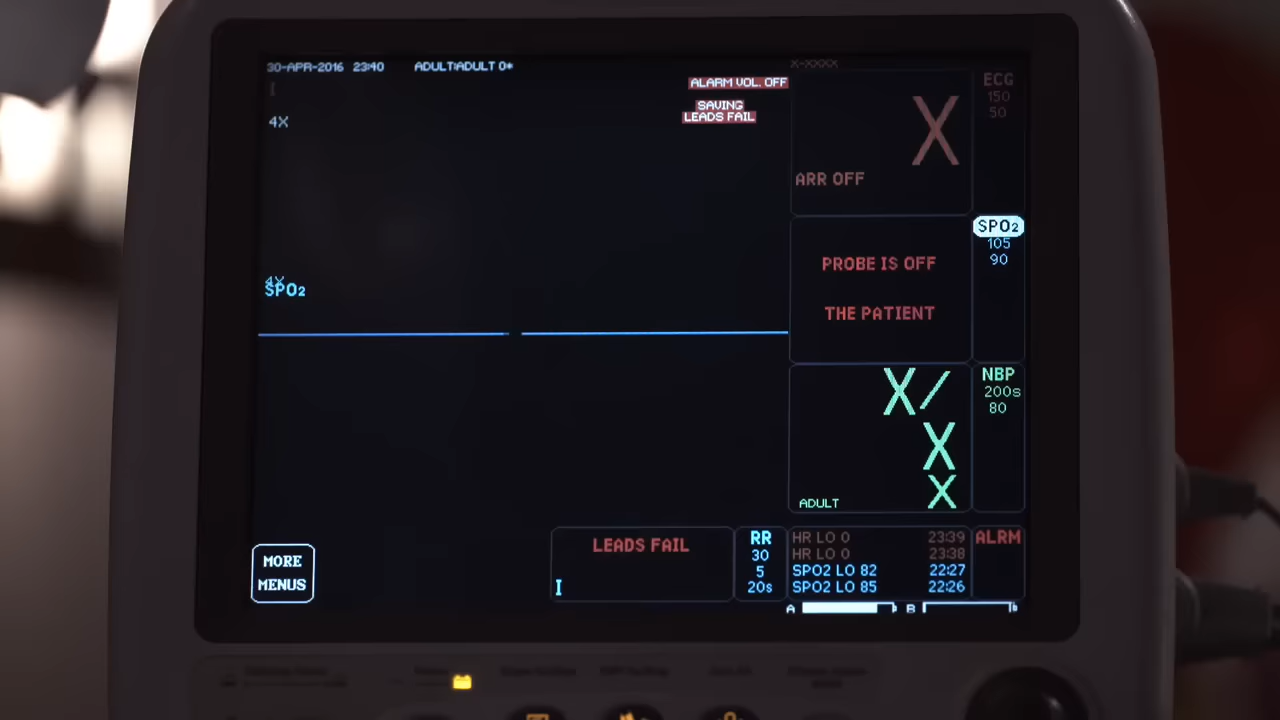 30-APR-2016 23:40 ADULT:ADULT 0*
X-XXXX
ALARM VOL. OFF
I
4X
SAVING
LEADS FAIL
ECG
150
50
X
ARR OFF
SPO2
105
90
PROBE IS OFF
THE PATIENT
4X
SPO2
NBP
200s
80
X/
X
X
ADULT
MORE
MENUS
LEADS FAIL
I
RR
30
5
20s
HR LO 0 23:39
HR LO 0 23:38
SPO2 LO 82 22:27
SPO2 LO 85 22:26
ALRM
A B